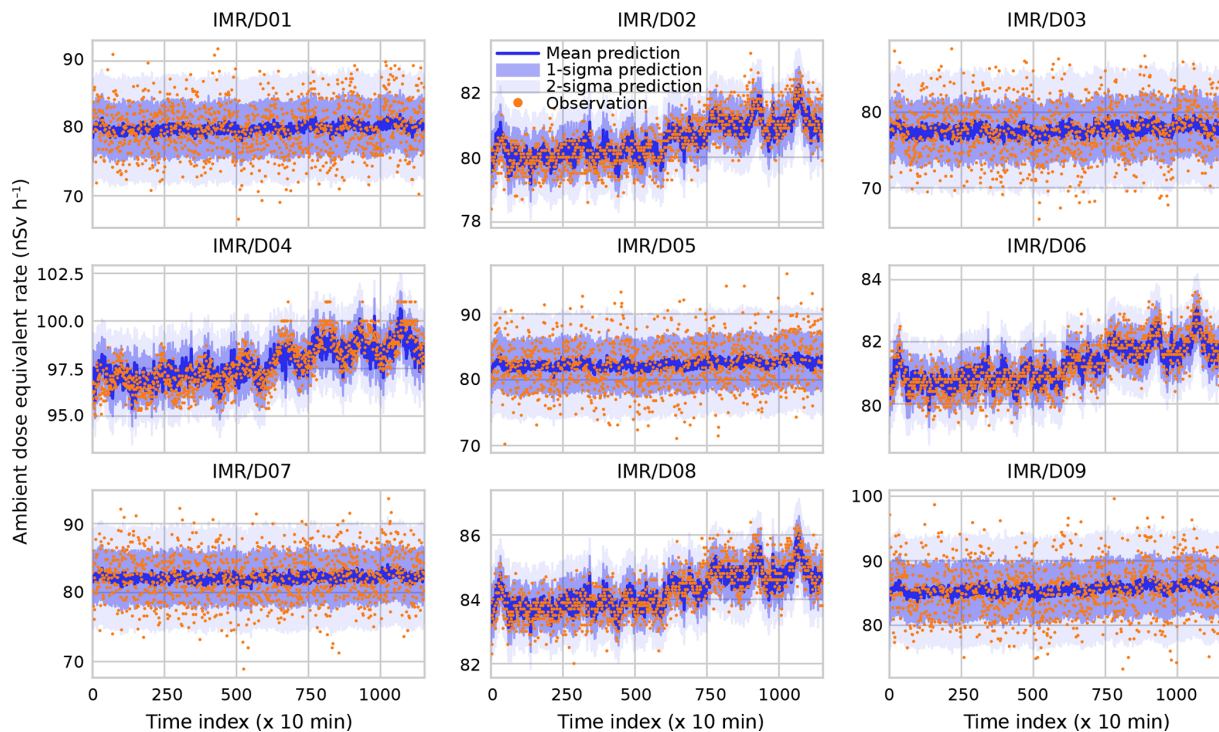 IMR/D01
IMR/D02
IMR/D03
90
80
70
82
80
78
80
70
Mean prediction
1-sigma prediction
2-sigma prediction
Observation
Ambient dose equivalent rate (nSv h⁻¹)
IMR/D04
IMR/D05
IMR/D06
102.5
100.0
97.5
95.0
90
80
70
84
82
80
IMR/D07
IMR/D08
IMR/D09
90
80
70
86
84
82
100
90
80
0 250 500 750 1000
0 250 500 750 1000
0 250 500 750 1000
Time index (x 10 min)
Time index (x 10 min)
Time index (x 10 min)